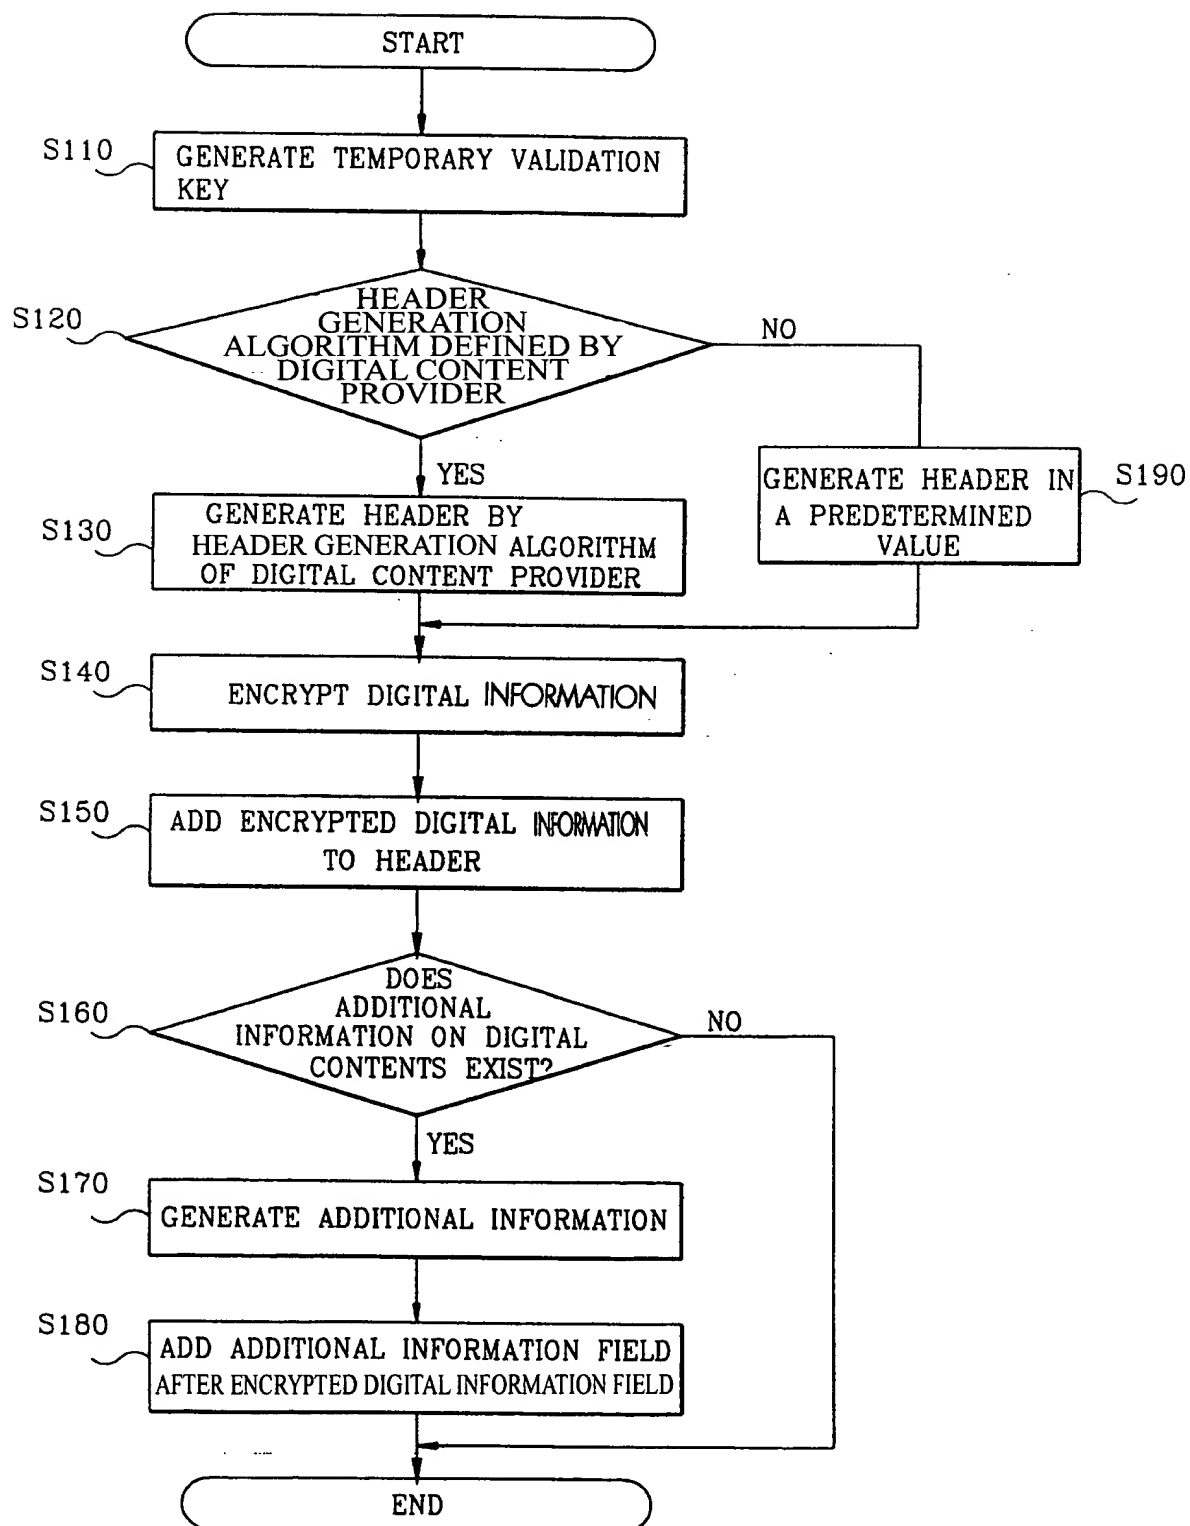 START
S110
GENERATE TEMPORARY VALIDATION
KEY
S120
HEADER
GENERATION
ALGORITHM DEFINED BY
DIGITAL CONTENT
PROVIDER
NO
YES
GENERATE HEADER IN
A PREDETERMINED
VALUE
S190
S130
GENERATE HEADER BY
HEADER GENERATION ALGORITHM
OF DIGITAL CONTENT PROVIDER
S140
ENCRYPT DIGITAL INFORMATION
S150
ADD ENCRYPTED DIGITAL INFORMATION
TO HEADER
S160
DOES
ADDITIONAL
INFORMATION ON DIGITAL
CONTENTS EXIST?
NO
YES
S170
GENERATE ADDITIONAL INFORMATION
S180
ADD ADDITIONAL INFORMATION FIELD
AFTER ENCRYPTED DIGITAL INFORMATION FIELD
END